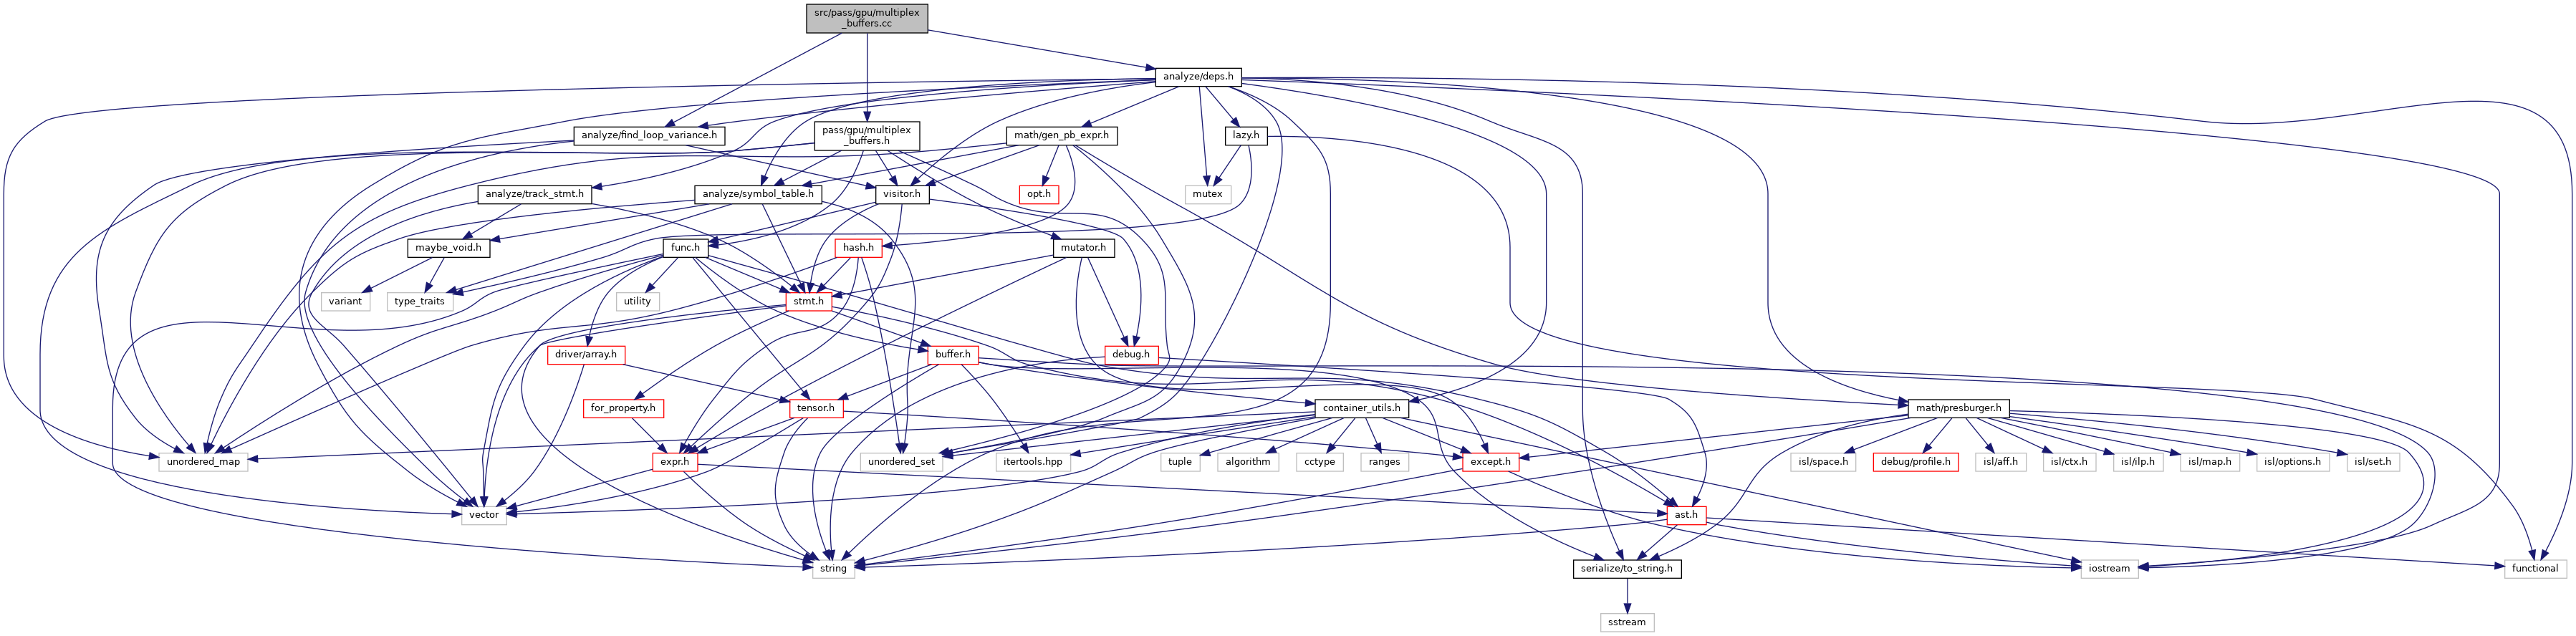 src/pass/gpu/multiplex
_buffers.cc
analyze/deps.h
analyze/find_loop_variance.h
pass/gpu/multiplex
_buffers.h
math/gen_pb_expr.h
lazy.h
analyze/track_stmt.h
analyze/symbol_table.h
visitor.h
opt.h
mutex
maybe_void.h
func.h
hash.h
mutator.h
variant
type_traits
utility
stmt.h
driver/array.h
buffer.h
debug.h
for_property.h
tensor.h
container_utils.h
math/presburger.h
unordered_map
expr.h
unordered_set
itertools.hpp
tuple
algorithm
cctype
ranges
except.h
isl/space.h
debug/profile.h
isl/aff.h
isl/ctx.h
isl/ilp.h
isl/map.h
isl/options.h
isl/set.h
vector
ast.h
string
serialize/to_string.h
iostream
functional
sstream